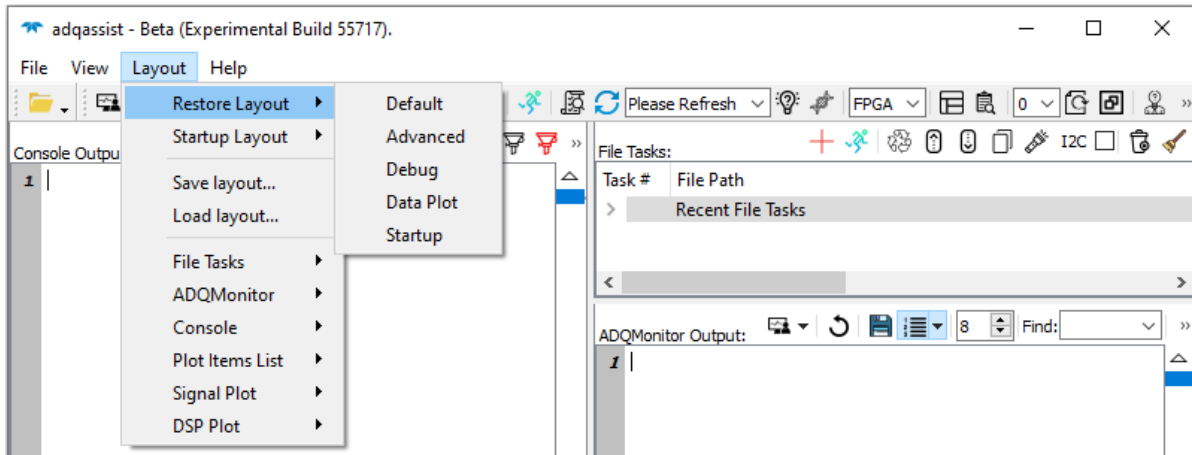 adqassist - Beta (Experimental Build 55717).
File View Layout Help
Please Refresh FPGA 0 »
Restore Layout
Startup Layout
Save layout...
Load layout...
File Tasks
ADQMonitor
Console
Plot Items List
Signal Plot
DSP Plot
Default
Advanced
Debug
Data Plot
Startup
Console Outpu
»
1
File Tasks: I2C
Task # File Path
Recent File Tasks
ADQMonitor Output: 8 Find: »
1